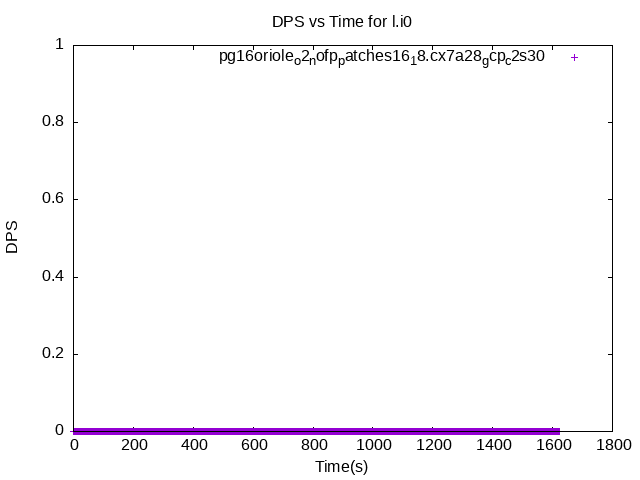 DPS vs Time for l.i0
pg16oriole_o2_nofp_patches16_18.cx7a28_gcp_c2s30
1
0.8
0.6
0.4
0.2
0
DPS
0 200 400 600 800 1000 1200 1400 1600 1800
Time(s)